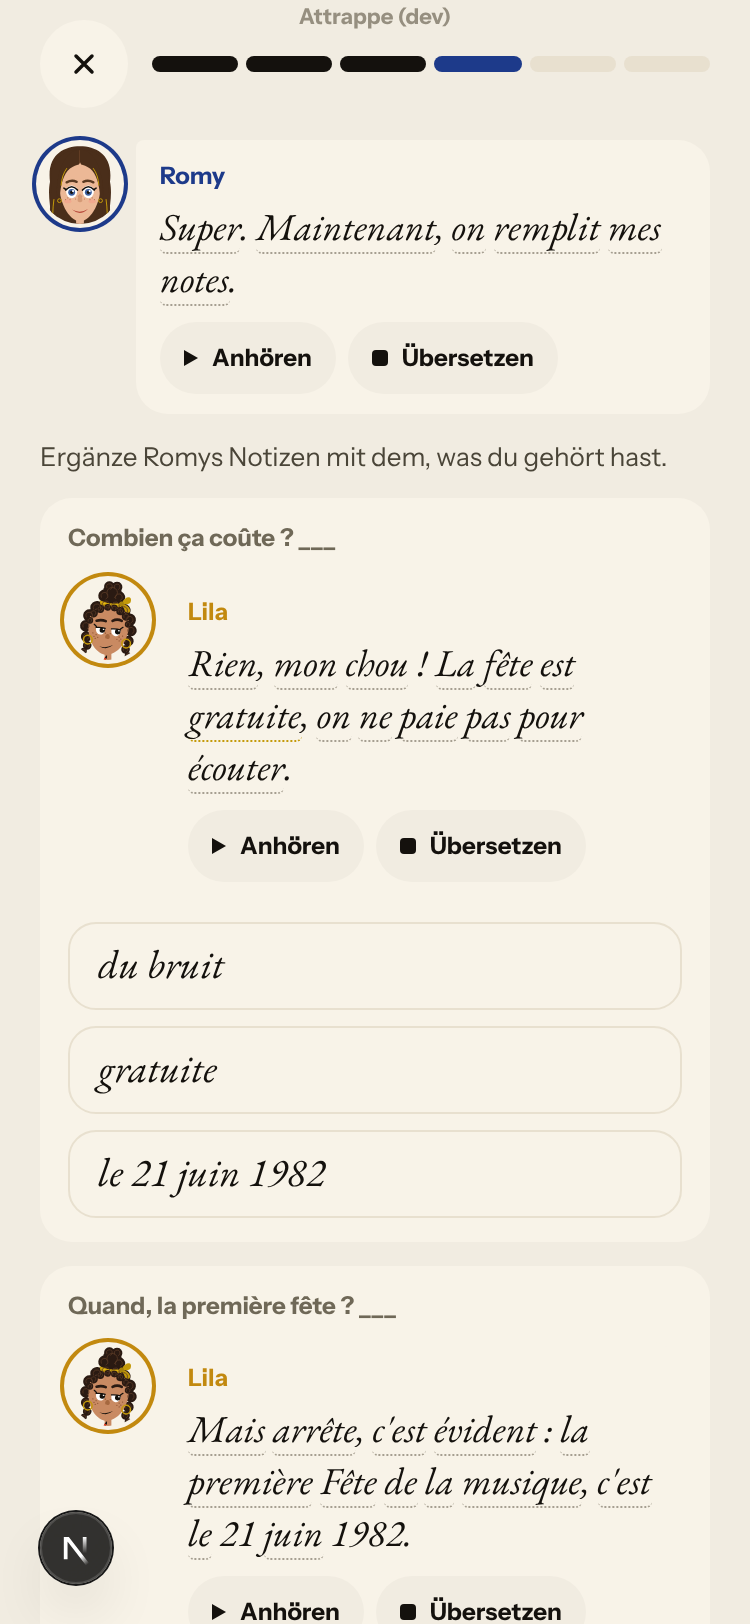 Attrappe (dev)
Romy
Super. Maintenant, on remplit mes
notes.
Anhören
Übersetzen
Ergänze Romys Notizen mit dem, was du gehört hast.
Combien ça coûte ? ___
Lila
Rien, mon chou ! La fête est
gratuite, on ne paie pas pour
écouter.
Anhören
Übersetzen
du bruit
gratuite
le 21 juin 1982
Quand, la première fête ? ___
Lila
Mais arrête, c'est évident : la
première Fête de la musique, c'est
le 21 juin 1982.
N
Anhören
Übersetzen